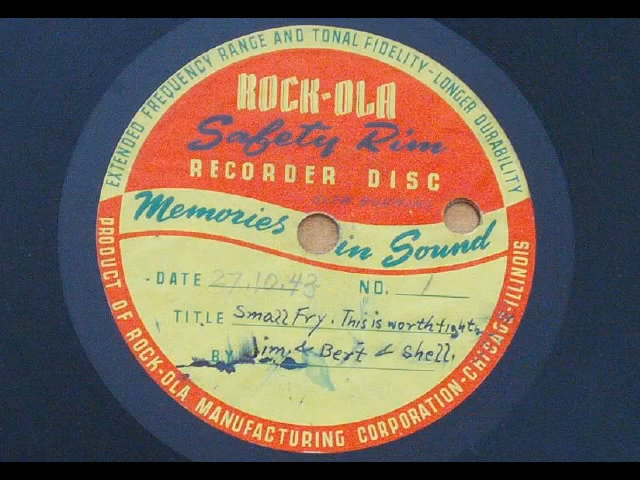 EXTENDED FREQUENCY RANGE AND TONAL FIDELITY-LONGER DURABILITY
ROCK-OLA
Safety Rim
RECORDER DISC
Memories in Sound
DATE 27.10.43 NO. 1
TITLE Small Fry. This is worth
BY Jim. & Bert & Shell.
PRODUCT OF ROCK-OLA MANUFACTURING CORPORATION-CHICAGO-ILLINOIS